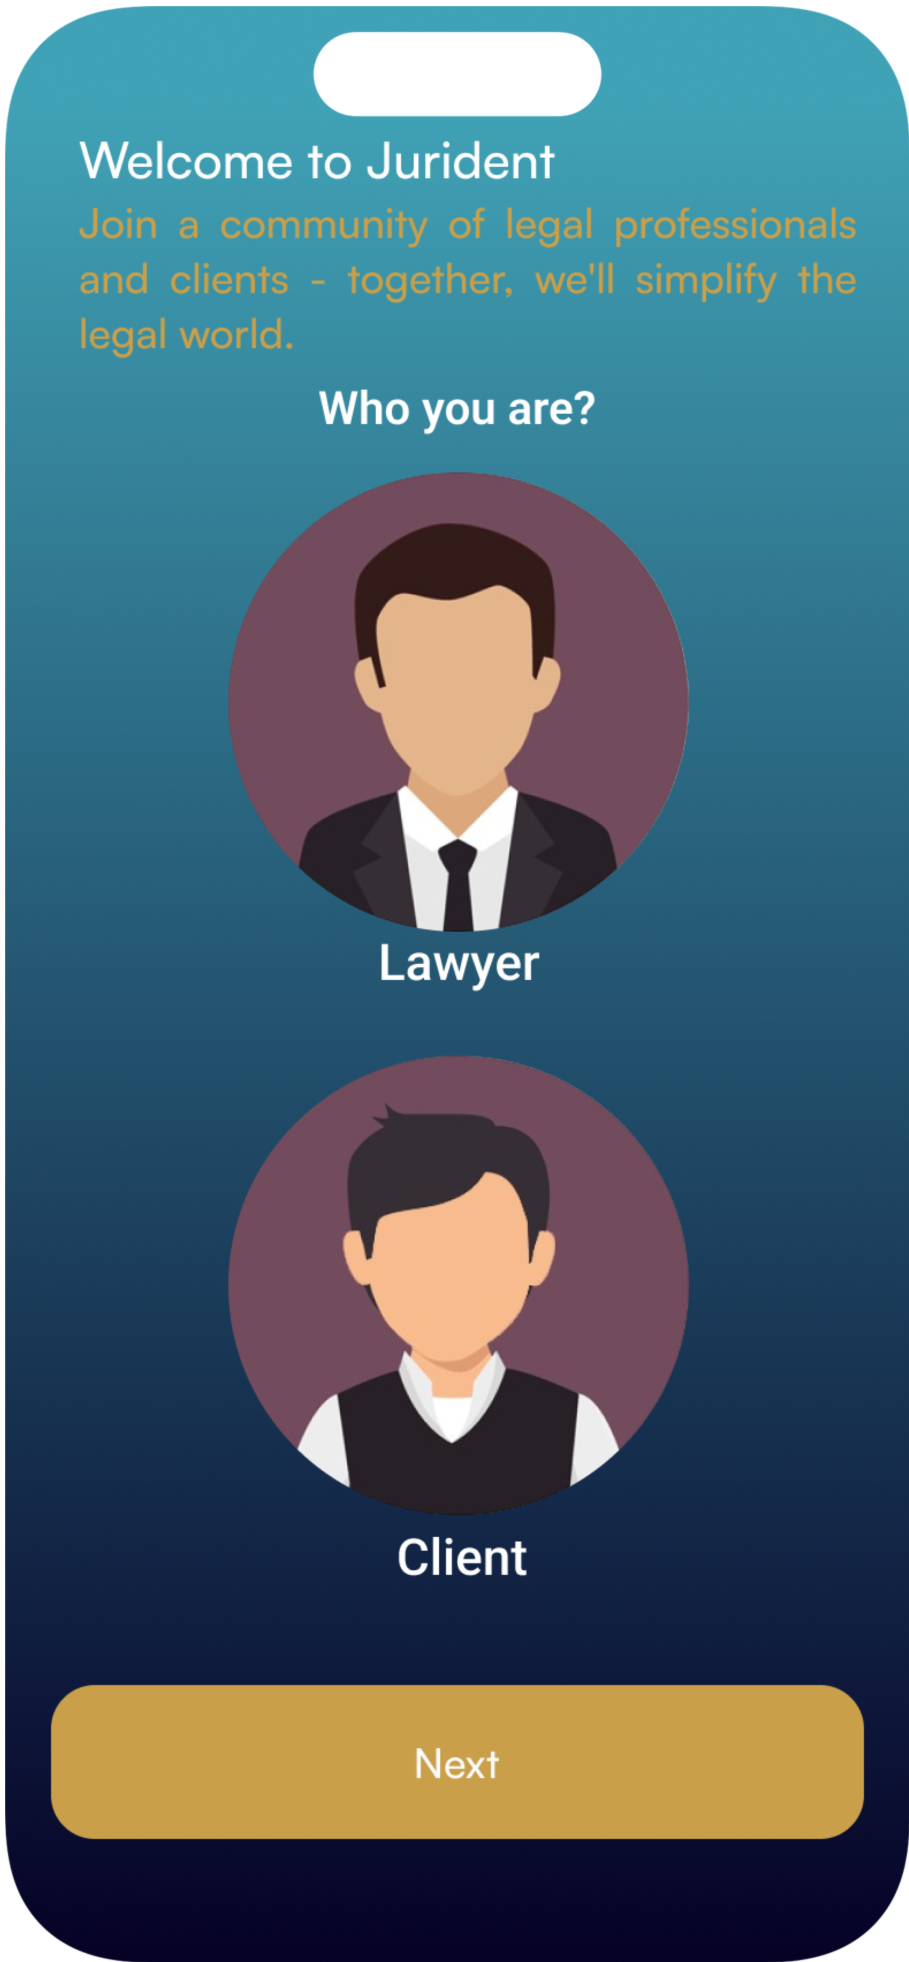 Welcome to Jurident
Join a community of legal professionals
and clients - together, we'll simplify the
legal world.
Who you are?
Lawyer
Client
Next